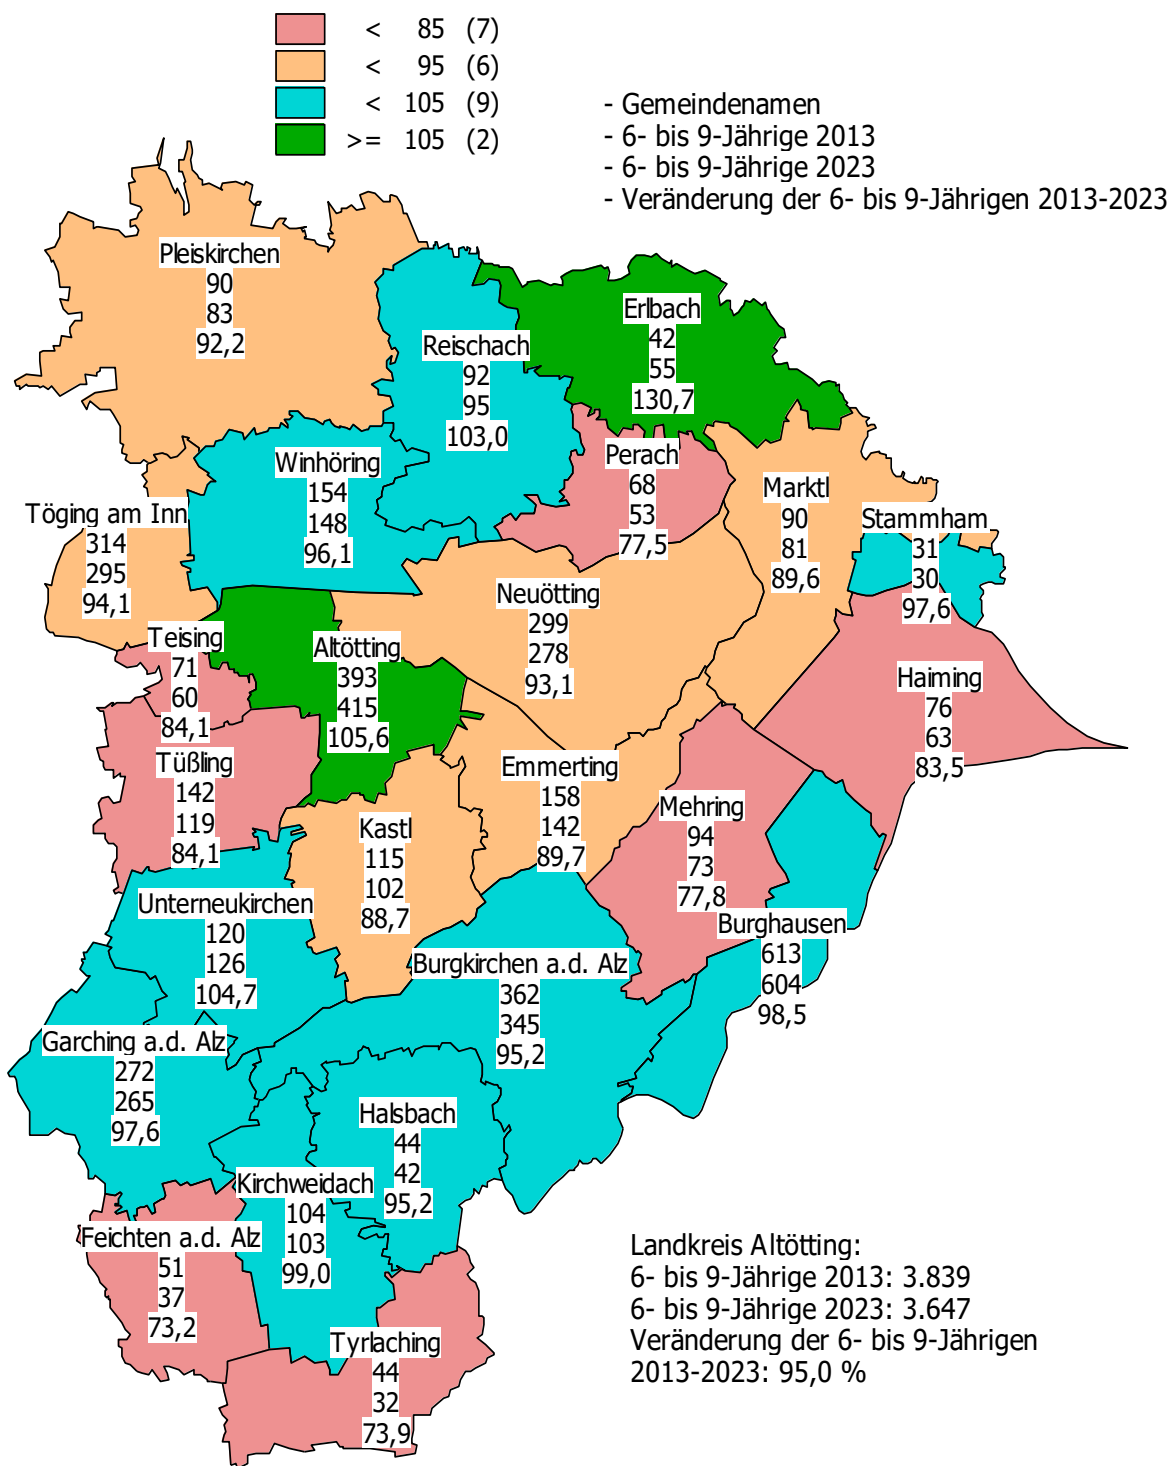 < 85 (7)
< 95 (6)
< 105 (9)
>= 105 (2)
- Gemeindenamen
- 6- bis 9-Jährige 2013
- 6- bis 9-Jährige 2023
- Veränderung der 6- bis 9-Jährigen 2013-2023
Pleiskirchen
90
83
92,2
Erlbach
42
55
130,7
Reischach
92
95
103,0
Perach
68
53
77,5
Winhöring
154
148
96,1
Marktl
90
81
89,6
Töging am Inn
314
295
94,1
Stammham
31
30
97,6
Neuötting
299
278
93,1
Teising
71
60
84,1
Altötting
393
415
105,6
Haiming
76
63
83,5
Tüßling
142
119
84,1
Emmerting
158
142
89,7
Mehring
94
73
77,8
Kastl
115
102
88,7
Unterneukirchen
120
126
104,7
Burghausen
613
604
98,5
Burgkirchen a.d. Alz
362
345
95,2
Garching a.d. Alz
272
265
97,6
Halsbach
44
42
95,2
Kirchweidach
104
103
99,0
Feichten a.d. Alz
51
37
73,2
Tyrlaching
44
32
73,9
Landkreis Altötting:
6- bis 9-Jährige 2013: 3.839
6- bis 9-Jährige 2023: 3.647
Veränderung der 6- bis 9-Jährigen
2013-2023: 95,0 %